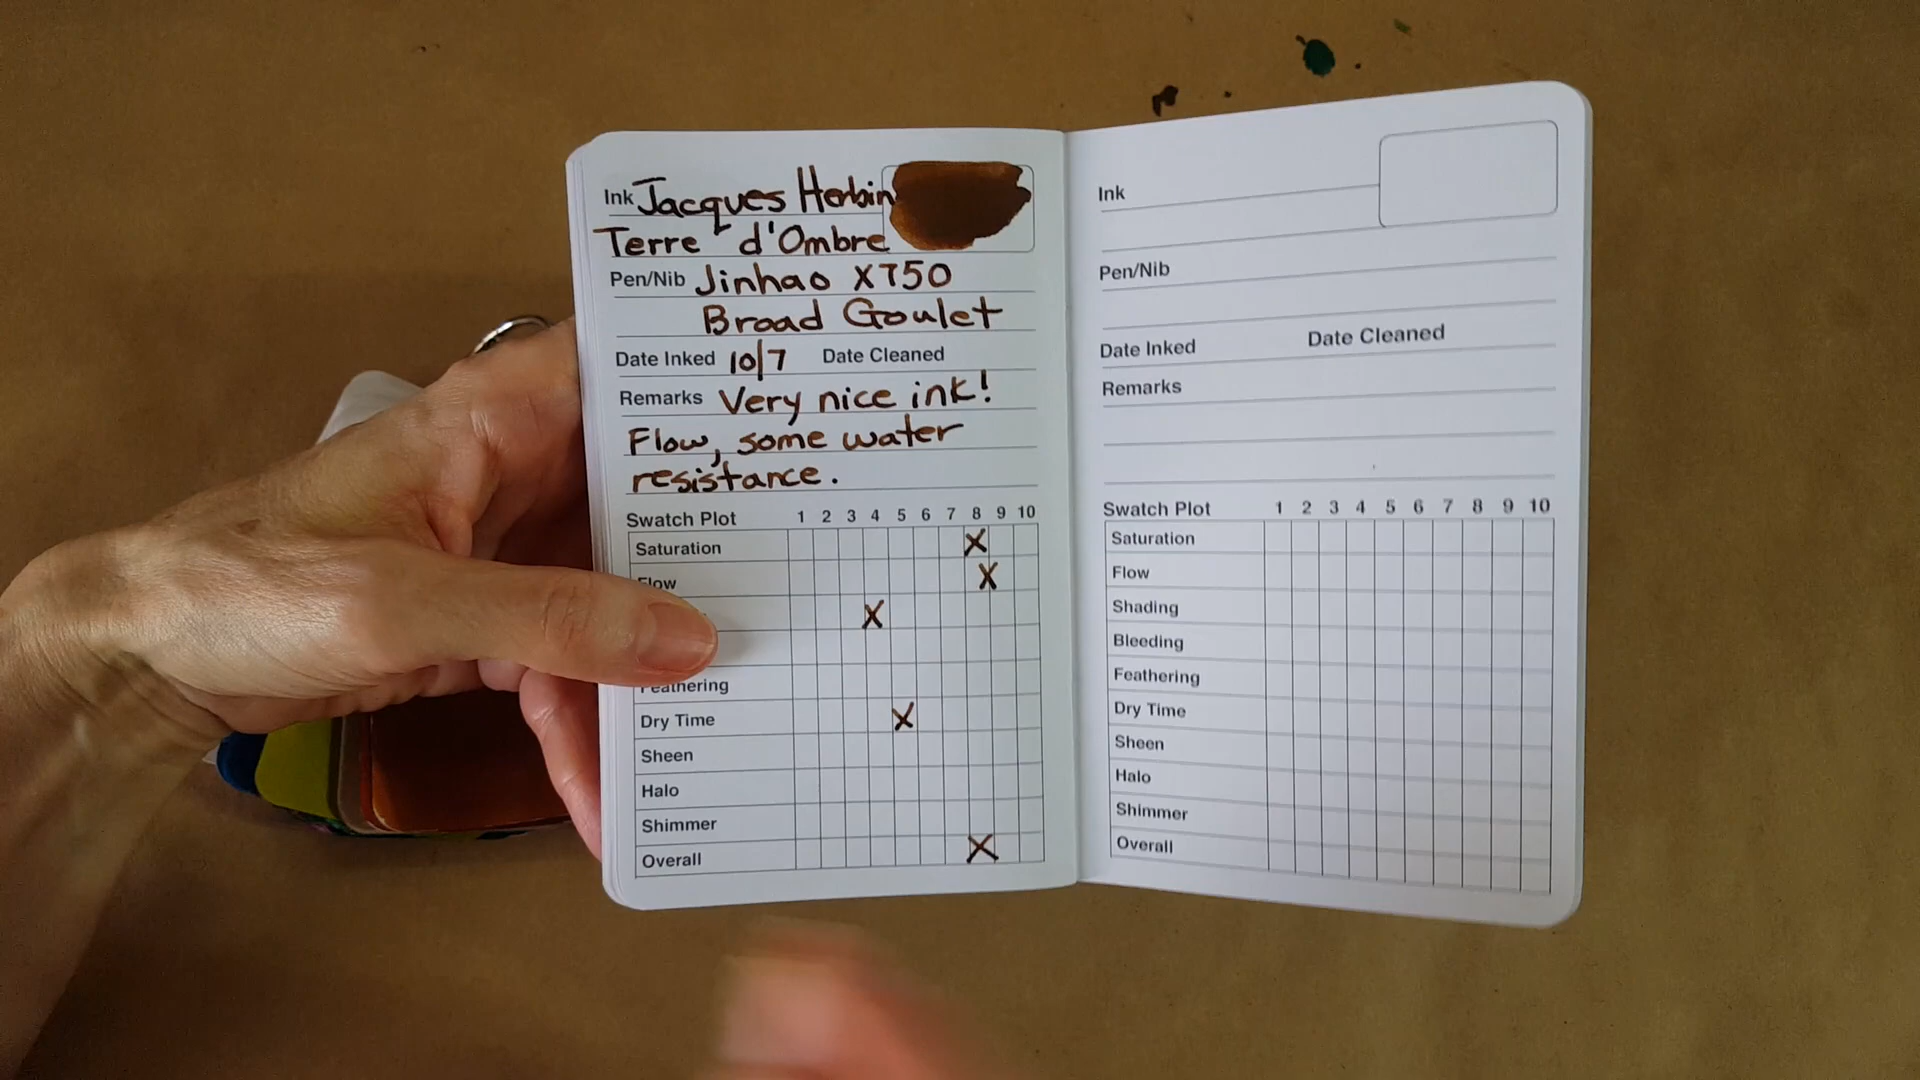 Ink Jacques Herbin
Terre d'Ombre
Pen/Nib Jinhao X750
Broad Goulet
Date Inked 10/7 Date Cleaned
Remarks Very nice ink!
Flow, some water
resistance.
Swatch Plot 1 2 3 4 5 6 7 8 9 10
Saturation X
Flow X
X
Feathering
Dry Time X
Sheen
Halo
Shimmer
Overall X
Ink
Pen/Nib
Date Inked Date Cleaned
Remarks
Swatch Plot 1 2 3 4 5 6 7 8 9 10
Saturation
Flow
Shading
Bleeding
Feathering
Dry Time
Sheen
Halo
Shimmer
Overall